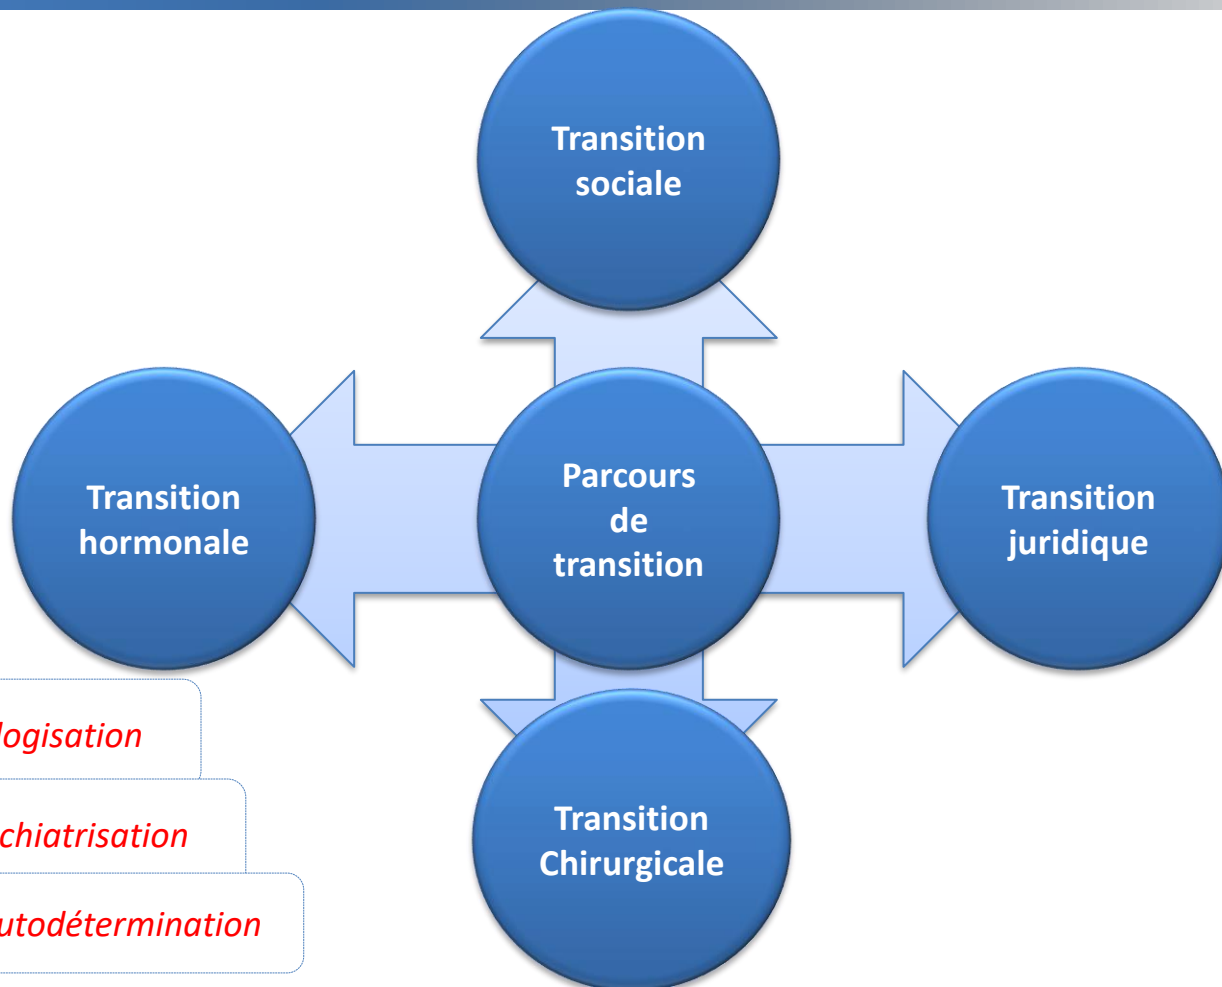 Transition
sociale
Transition
hormonale
Parcours
de
transition
Transition
juridique
logisation
chiatrisation
utodétermination
Transition
Chirurgicale